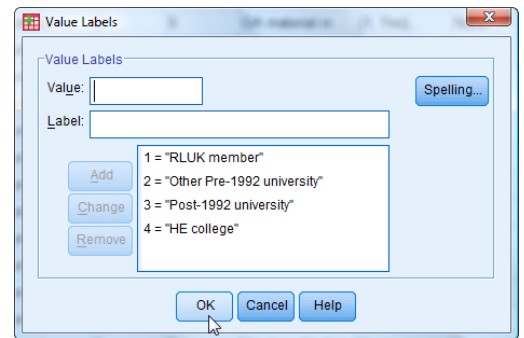 Value Labels
Value Labels
Value:
Spelling...
Label:
Add
Change
Remove
1 = "RLUK member"
2 = "Other Pre-1992 university"
3 = "Post-1992 university"
4 = "HE college"
OK
Cancel
Help